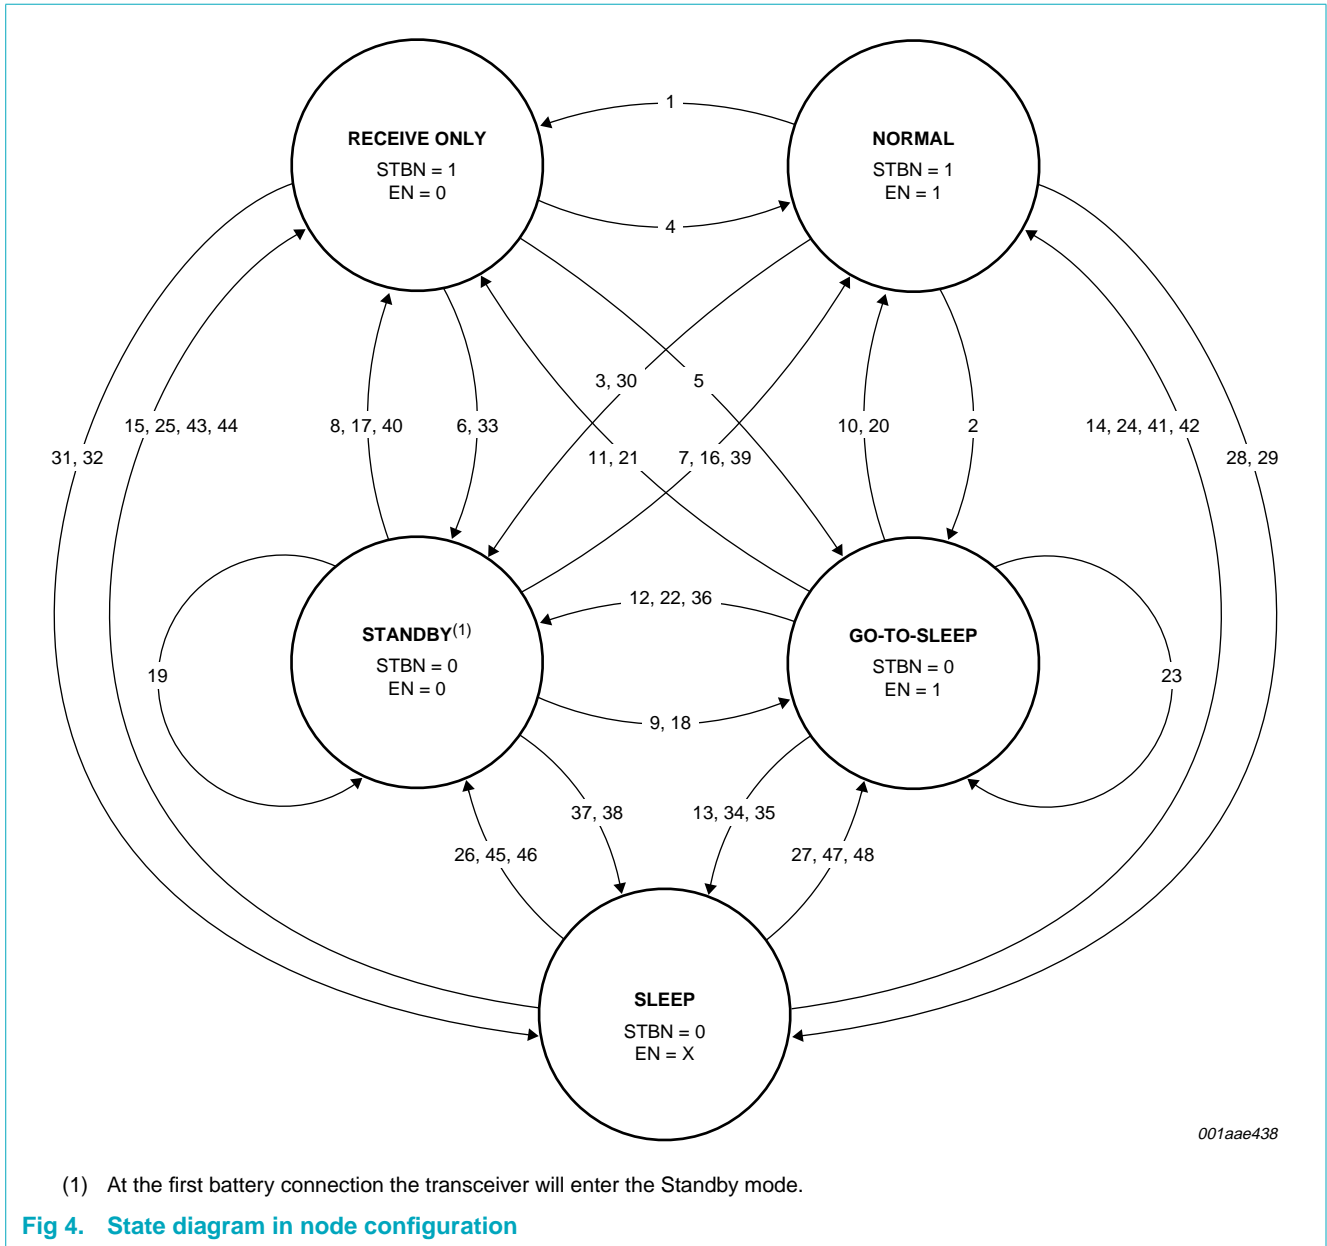 1
RECEIVE ONLY
STBN = 1
EN = 0
NORMAL
STBN = 1
EN = 1
4
3, 30
5
15, 25, 43, 44
8, 17, 40
6, 33
10, 20
2
14, 24, 41, 42
31, 32
11, 21
7, 16, 39
28, 29
12, 22, 36
STANDBY(1)
STBN = 0
EN = 0
GO-TO-SLEEP
STBN = 0
EN = 1
19
23
9, 18
37, 38
13, 34, 35
26, 45, 46
27, 47, 48
SLEEP
STBN = 0
EN = X
001aae438
(1) At the first battery connection the transceiver will enter the Standby mode.
Fig 4. State diagram in node configuration